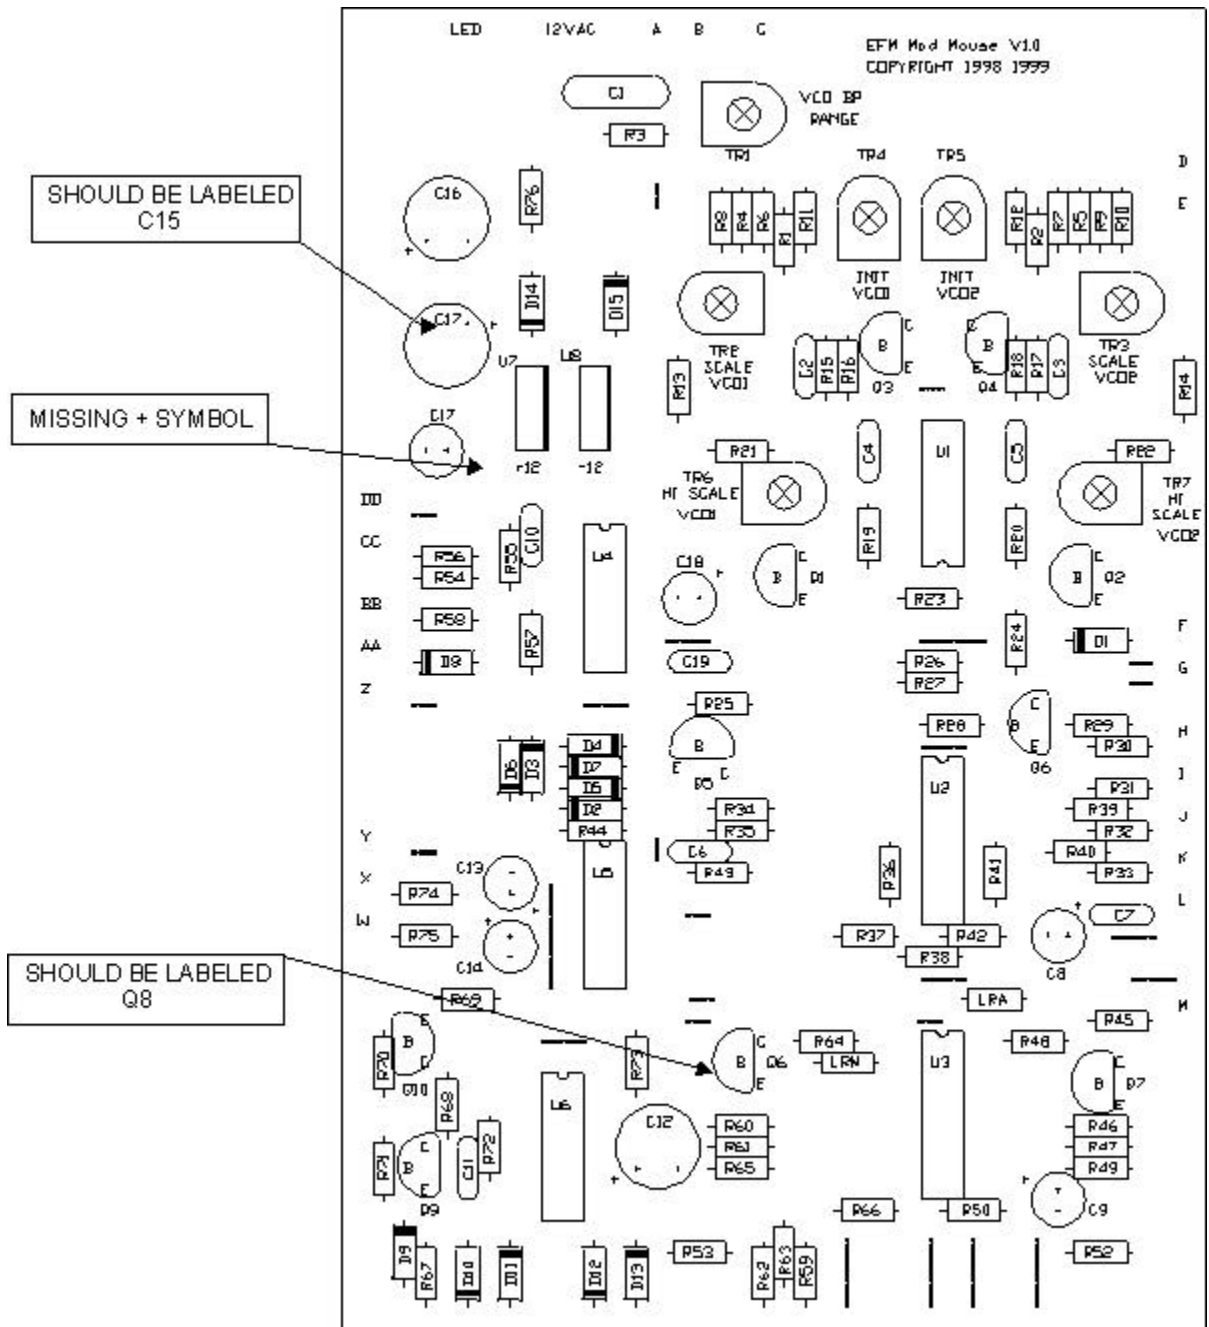 LED 12VAC A B C
EFM Mod Mouse V1.0
COPYRIGHT 1998 1999
C1
VCO BP
RANGE
R3
TR1 TR4 TR5
D
SHOULD BE LABELED
C15
C16
R76
E
R8 R4 R6 R1 R11
R12 R2 R7 R5 R9 R10
INIT
VCO1
INIT
VCO2
D14 D15
C17
U7 U8
TR2
SCALE
VCO1
C2 R15 R16
B C E
Q3
C B E
Q4
R18 R17 C3
TR3
SCALE
VCO2
R13
R14
MISSING + SYMBOL
C17
+12 -12
R21
C4
U1
C5
R22
TR6
HI SCALE
VCO1
TR7
HI
SCALE
VCO2
DD
CC
R55 C10
U4
R19
R20
R56
R54
C18
B C E
Q1
B C E
Q2
R23
BB
R58
R57
AA
D8
C19
R24
D1
F
R26
G
R27
Z
R25
R28
C B E
Q6
R29
H
R30
D6 D3
D4
D7
D5
D2
R44
B E C
Q5
U2
I
R31
R34
R39
J
R35
R32
Y
C6
R40
K
R49
R36
R41
R33
X
C13
U5
R74
L
W
C7
R75
C14
R37
R42
R38
C8
SHOULD BE LABELED
Q8
R69
LRA
M
R45
E B C
Q10
R70
R73
B C E
Q6
R64
LRM
U3
R48
B C E
Q7
R68
U6
C12
R60
R61
R65
R46
R47
R49
R71
C B E
Q9
C11
R72
R66
R50
C9
D9
R67
D10 D11
D12 D13
R53
R62 R63 R59
R52